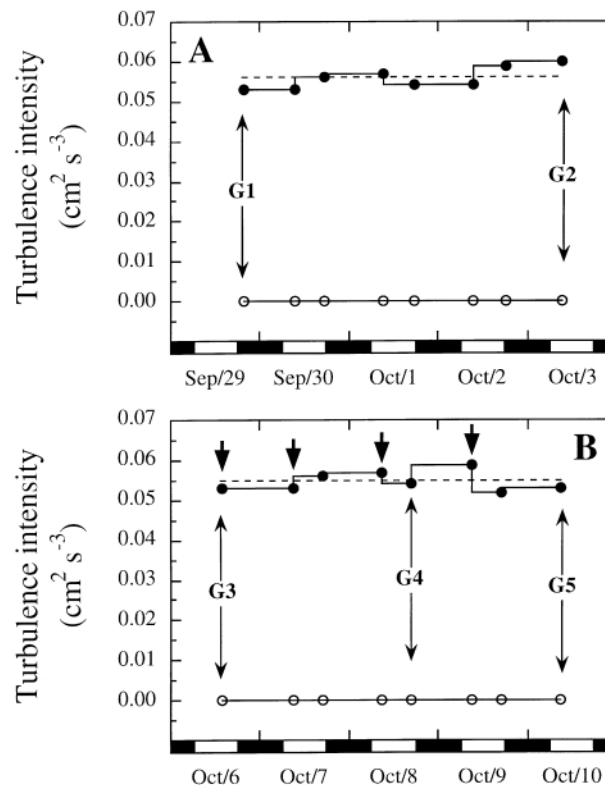 A
Turbulence intensity
(cm² s⁻³)
0.07
0.06
0.05
0.04
0.03
0.02
0.01
0.00
G1
G2
Sep/29 Sep/30 Oct/1 Oct/2 Oct/3
B
Turbulence intensity
(cm² s⁻³)
0.07
0.06
0.05
0.04
0.03
0.02
0.01
0.00
G3
G4
G5
Oct/6 Oct/7 Oct/8 Oct/9 Oct/10